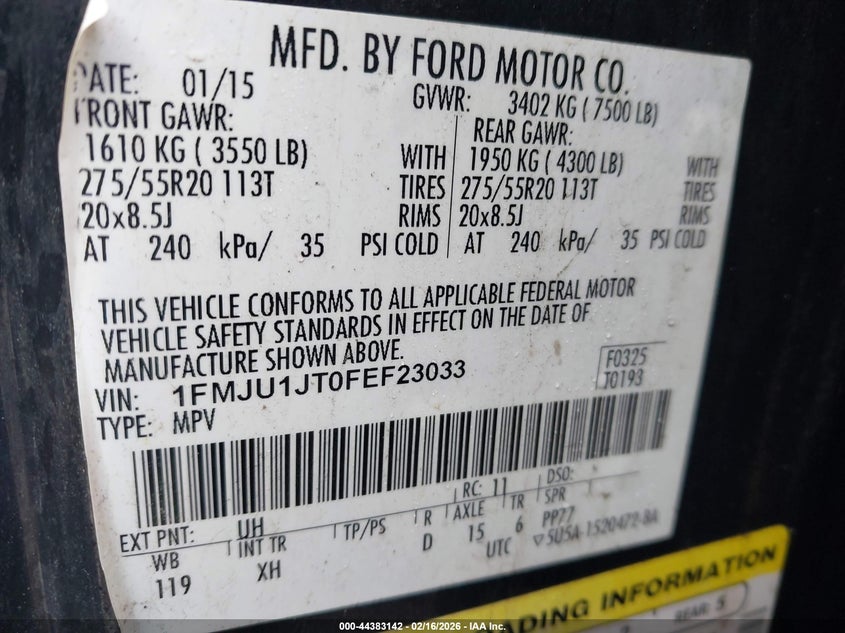 MFD. BY FORD MOTOR CO.
DATE: 01/15
GVWR: 3402 KG ( 7500 LB)
FRONT GAWR:
REAR GAWR:
1610 KG ( 3550 LB) WITH
1950 KG ( 4300 LB) WITH
275/55R20 113T TIRES
275/55R20 113T TIRES
20x8.5J RIMS
20x8.5J RIMS
AT 240 kPa/ 35 PSI COLD
AT 240 kPa/ 35 PSI COLD
THIS VEHICLE CONFORMS TO ALL APPLICABLE FEDERAL MOTOR
VEHICLE SAFETY STANDARDS IN EFFECT ON THE DATE OF
MANUFACTURE SHOWN ABOVE.
F0325
T0193
VIN: 1FMJU1JT0FEF23033
TYPE: MPV
EXT PNT: UH RC: 11 DSO:
WB INT TR TP/PS R AXLE TR SPR
119 XH D 15 6 PP77
UTC ▽5U5A-1520472-BA
ADING INFORMATION
REAR: 5
000-44383142 - 02/16/2026 - IAA Inc.